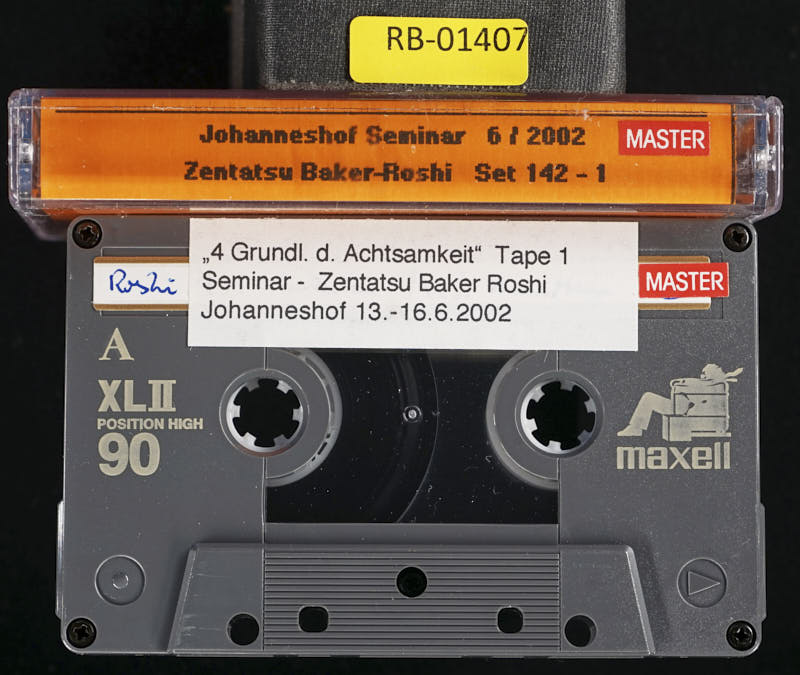 RB-01407
Johanneshof Seminar 6 / 2002 MASTER
Zentatsu Baker-Roshi Set 142 - 1
„4 Grundl. d. Achtsamkeit“ Tape 1
Roshi Seminar - Zentatsu Baker Roshi MASTER
Johanneshof 13.-16.6.2002
A
XLII
POSITION HIGH
90
maxell